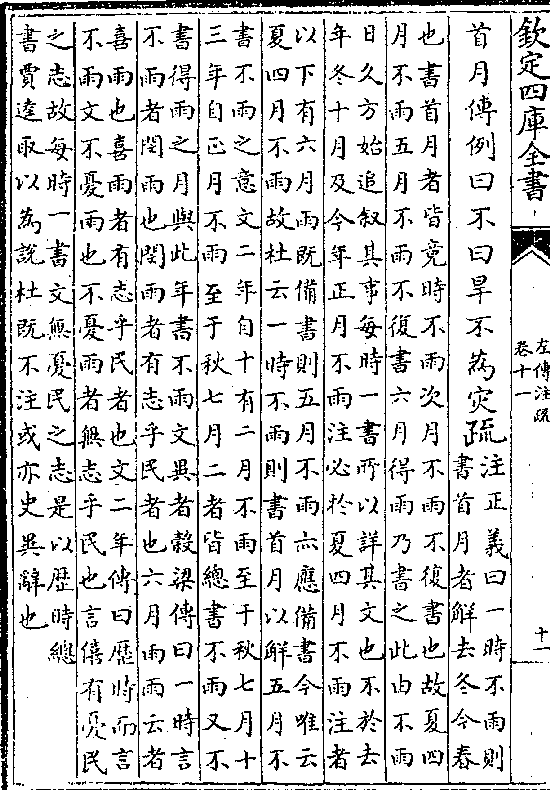 欽定四庫全書
左傳注疏
卷十一
十一
首月傳例曰不曰旱不為災疏
注正義曰一時不雨則
書首月者解去冬今春
也書首月者皆竟時不雨次月不雨不復書也故夏四
月不雨五月不雨不復書六月得雨乃書之此由不雨
日久方始追叙其事每時一書所以詳其文也不於去
年冬十月及今年正月不雨注必於夏四月不雨注者
以下有六月雨既備書則五月不雨亦應備書今唯云
夏四月不雨故杜云一時不雨則書首月以解五月不
書不雨之意文二年自十有二月不雨至于秋七月十
三年自正月不雨至于秋七月二者皆總書不雨又不
書得雨之月與此年書不雨文異者榖梁傳曰一時言
不雨者閔雨也閔雨者有志乎民者也六月雨雨云者
喜雨也喜雨者有志乎民者也文二年傳曰歴時而言
不雨文不憂雨也不憂雨者無志乎民也言僖有憂民
之志故每時一書文無憂民之志是以歴時總
書賈逵取以為説杜既不注或亦史異辭也